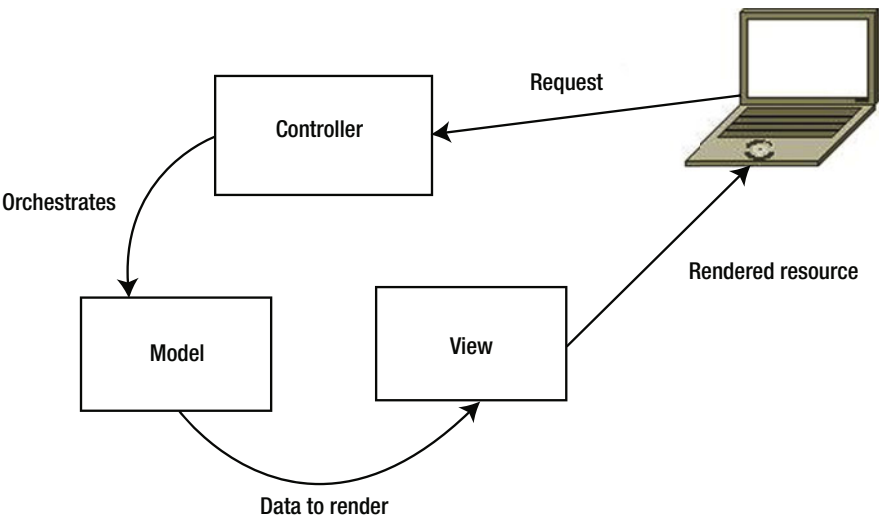 Request
Controller
Orchestrates
Rendered resource
Model
View
Data to render